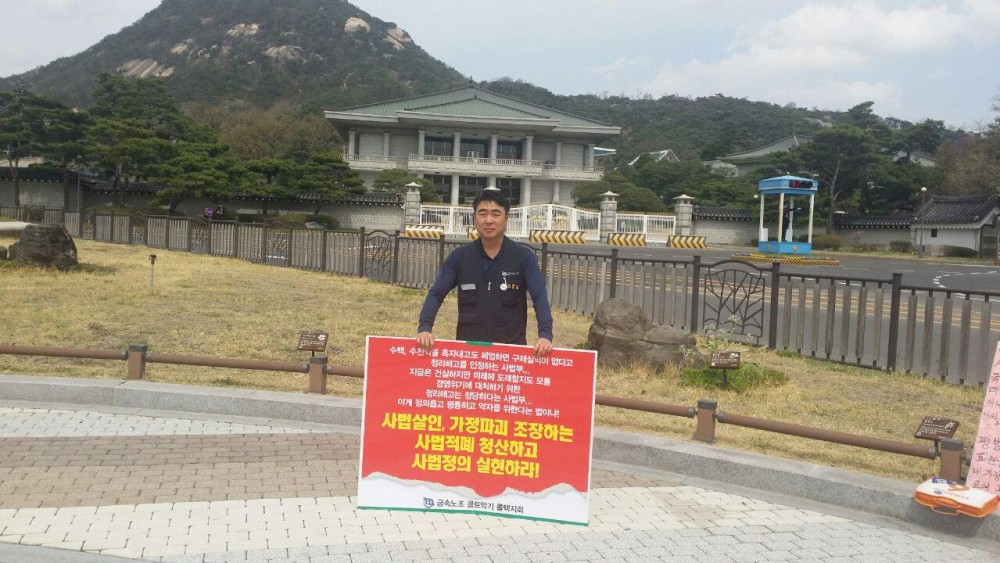 수백, 수천억을 흑자내고도 폐업하면 구제실익이 없다고
정리해고를 인정하는 사법부...
지금은 건실하지만 미래에 도래할지도 모를
경영위기에 대처하기 위한
정리해고는 정당하다는 사법부...
이게 정의롭고 평등하고 약자를 위한다는 법이냐!
사법살인, 가정파괴 조장하는
사법적폐 청산하고
사법정의 실현하라!
금속노조 콜트악기 콜텍지회